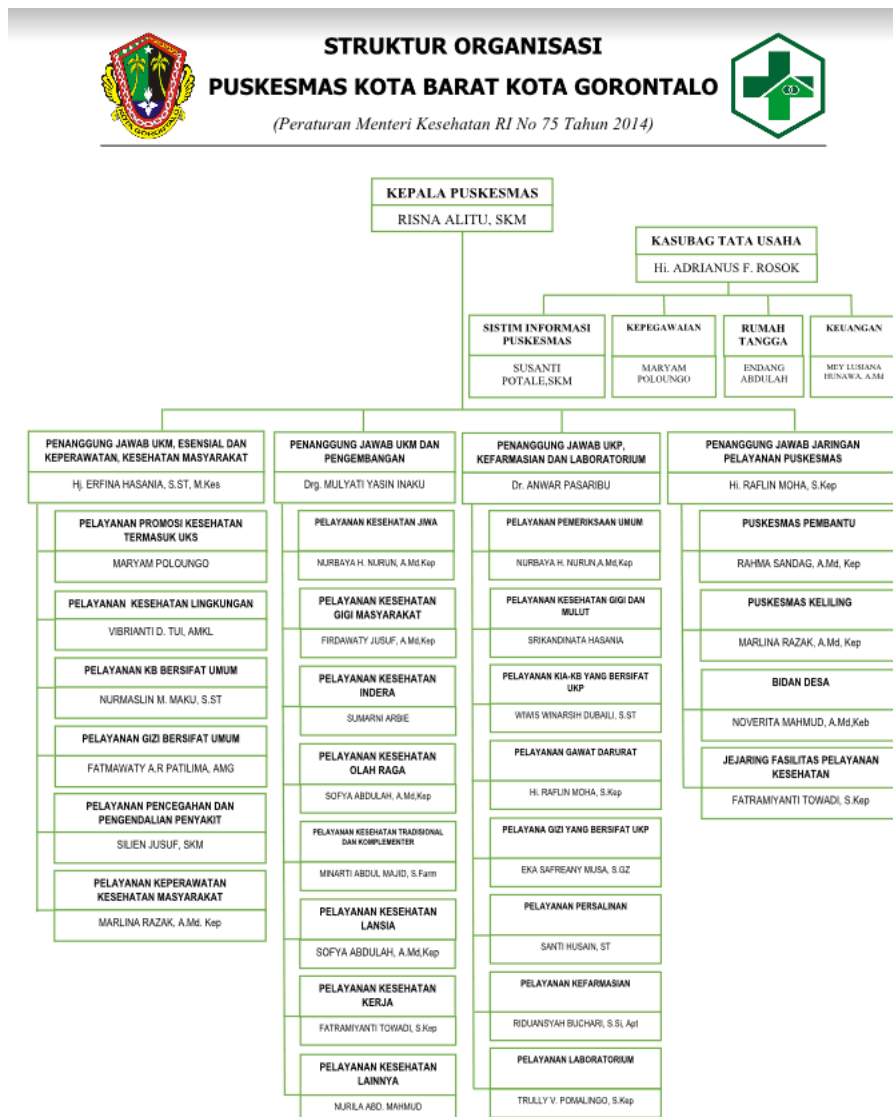 STRUKTUR ORGANISASI
PUSKESMAS KOTA BARAT KOTA GORONTALO
(Peraturan Menteri Kesehatan RI No 75 Tahun 2014)
KOTA GORONTALO
KEPALA PUSKESMAS
RISNA ALITU, SKM
KASUBAG TATA USAHA
Hi. ADRIANUS F. ROSOK
SISTIM INFORMASI
PUSKESMAS
SUSANTI
POTALE,SKM
KEPEGAWAIAN
MARYAM
POLOUNGO
RUMAH
TANGGA
ENDANG
ABDULAH
KEUANGAN
MEY LUSIANA
HUNAWA, A.Md
PENANGGUNG JAWAB UKM, ESENSIAL DAN
KEPERAWATAN, KESEHATAN MASYARAKAT
Hj. ERFINA HASANIA, S.ST, M.Kes
PELAYANAN PROMOSI KESEHATAN
TERMASUK UKS
MARYAM POLOUNGO
PELAYANAN KESEHATAN LINGKUNGAN
VIBRIANTI D. TUI, AMKL
PELAYANAN KB BERSIFAT UMUM
NURMASLIN M. MAKU, S.ST
PELAYANAN GIZI BERSIFAT UMUM
FATMAWATY A.R PATILIMA, AMG
PELAYANAN PENCEGAHAN DAN
PENGENDALIAN PENYAKIT
SILIEN JUSUF, SKM
PELAYANAN KEPERAWATAN
KESEHATAN MASYARAKAT
MARLINA RAZAK, A.Md. Kep
PENANGGUNG JAWAB UKM DAN
PENGEMBANGAN
Drg. MULYATI YASIN INAKU
PELAYANAN KESEHATAN JIWA
NURBAYA H. NURUN, A.Md,Kep
PELAYANAN KESEHATAN
GIGI MASYARAKAT
FIRDAWATY JUSUF, A.Md,Kep
PELAYANAN KESEHATAN
INDERA
SUMARNI ARBIE
PELAYANAN KESEHATAN
OLAH RAGA
SOFYA ABDULAH, A.Md,Kep
PELAYANAN KESEHATAN TRADISIONAL
DAN KOMPLEMENTER
MINARTI ABDUL MAJID, S.Farm
PELAYANAN KESEHATAN
LANSIA
SOFYA ABDULAH, A.Md,Kep
PELAYANAN KESEHATAN
KERJA
FATRAMIYANTI TOWADI, S.Kep
PELAYANAN KESEHATAN
LAINNYA
NURILA ABD. MAHMUD
PENANGGUNG JAWAB UKP,
KEFARMASIAN DAN LABORATORIUM
Dr. ANWAR PASARIBU
PELAYANAN PEMERIKSAAN UMUM
NURBAYA H. NURUN,A.Md,Kep
PELAYANAN KESEHATAN GIGI DAN
MULUT
SRIKANDINATA HASANIA
PELAYANAN KIA-KB YANG BERSIFAT
UKP
WIWIS WINARSIH DUBAILI, S.ST
PELAYANAN GAWAT DARURAT
Hi. RAFLIN MOHA, S.Kep
PELAYANA GIZI YANG BERSIFAT UKP
EKA SAFREANY MUSA, S.GZ
PELAYANAN PERSALINAN
SANTI HUSAIN, ST
PELAYANAN KEFARMASIAN
RIDUANSYAH BUCHARI, S.Si, Apt
PELAYANAN LABORATORIUM
TRULLY V. POMALINGO, S.Kep
PENANGGUNG JAWAB JARINGAN
PELAYANAN PUSKESMAS
Hi. RAFLIN MOHA, S.Kep
PUSKESMAS PEMBANTU
RAHMA SANDAG, A.Md, Kep
PUSKESMAS KELILING
MARLINA RAZAK, A.Md, Kep
BIDAN DESA
NOVERITA MAHMUD, A.Md,Keb
JEJARING FASILITAS PELAYANAN
KESEHATAN
FATRAMIYANTI TOWADI, S.Kep